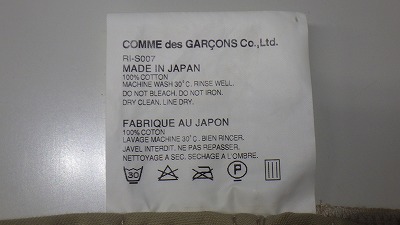 COMME des GARÇONS Co.,Ltd.
RI-S007
MADE IN JAPAN
100% COTTON
MACHINE WASH 30°C. RINSE WELL.
DO NOT BLEACH. DO NOT IRON.
DRY CLEAN. LINE DRY.
FABRIQUE AU JAPON
100% COTON
LAVAGE MACHINE 30°C. BIEN RINCER.
JAVEL INTERDIT. NE PAS REPASSER.
NETTOYAGE A SEC. SECHAGE A L'OMBRE.
30 P